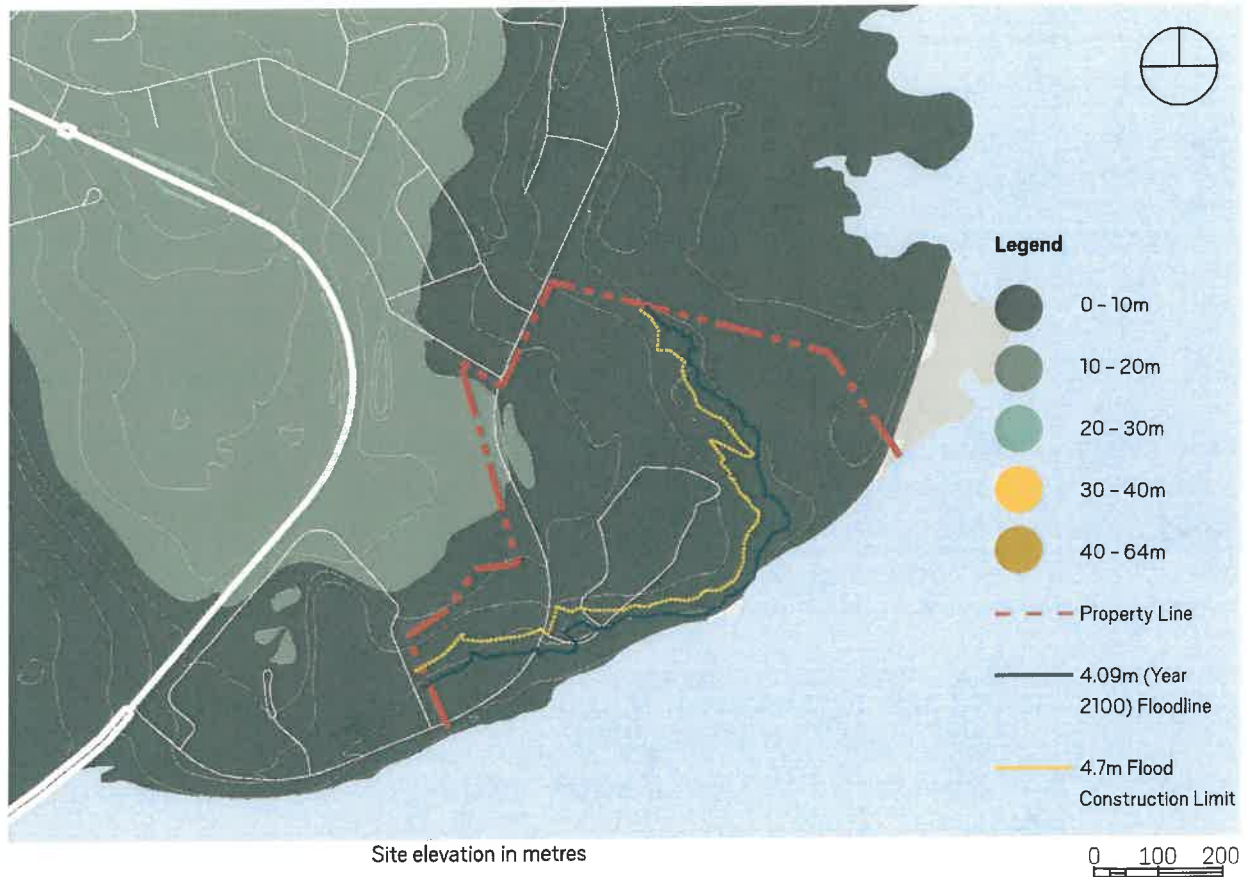 Legend
0 – 10m
10 – 20m
20 – 30m
30 – 40m
40 – 64m
Property Line
4.09m (Year
2100) Floodline
4.7m Flood
Construction Limit
Site elevation in metres
0 100 200